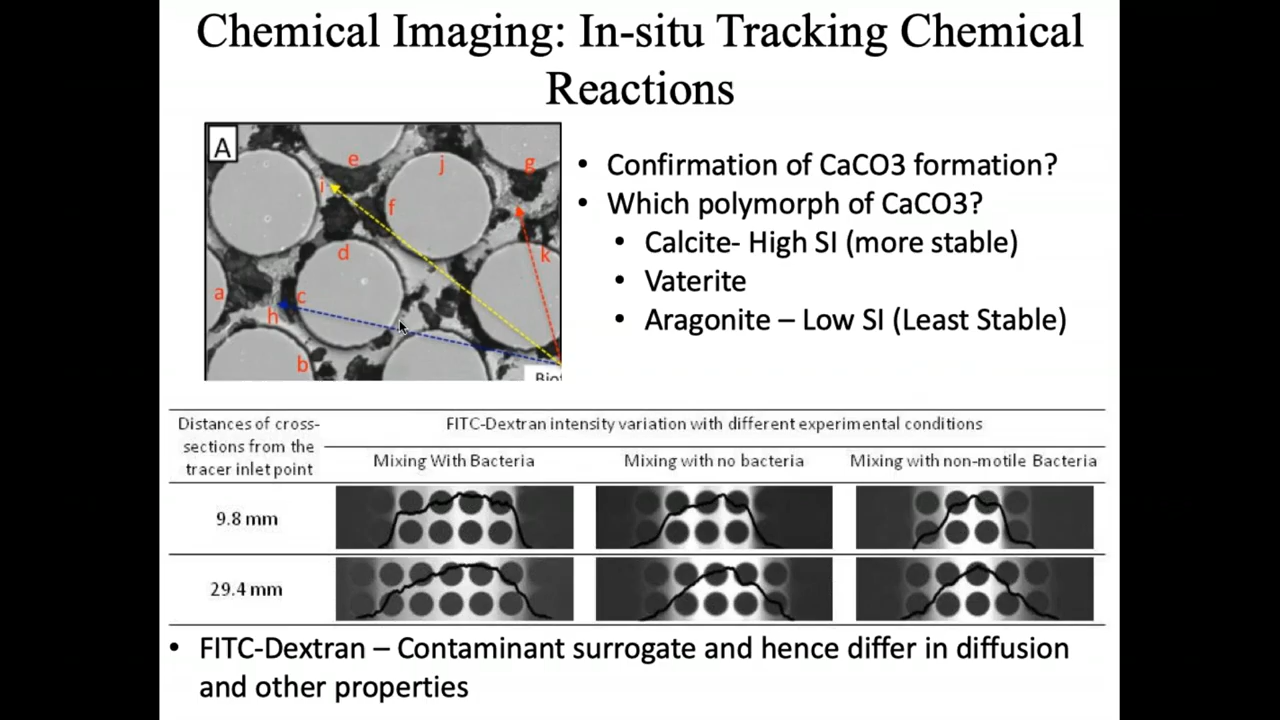 Chemical Imaging: In-situ Tracking Chemical
Reactions
A
e
j
g
i
f
d
k
a
c
h
b
• Confirmation of CaCO3 formation?
• Which polymorph of CaCO3?
• Calcite- High SI (more stable)
• Vaterite
• Aragonite – Low SI (Least Stable)
Distances of cross-
sections from the
tracer inlet point
FITC-Dextran intensity variation with different experimental conditions
Mixing With Bacteria
Mixing with no bacteria
Mixing with non-motile Bacteria
9.8 mm
29.4 mm
• FITC-Dextran – Contaminant surrogate and hence differ in diffusion
and other properties